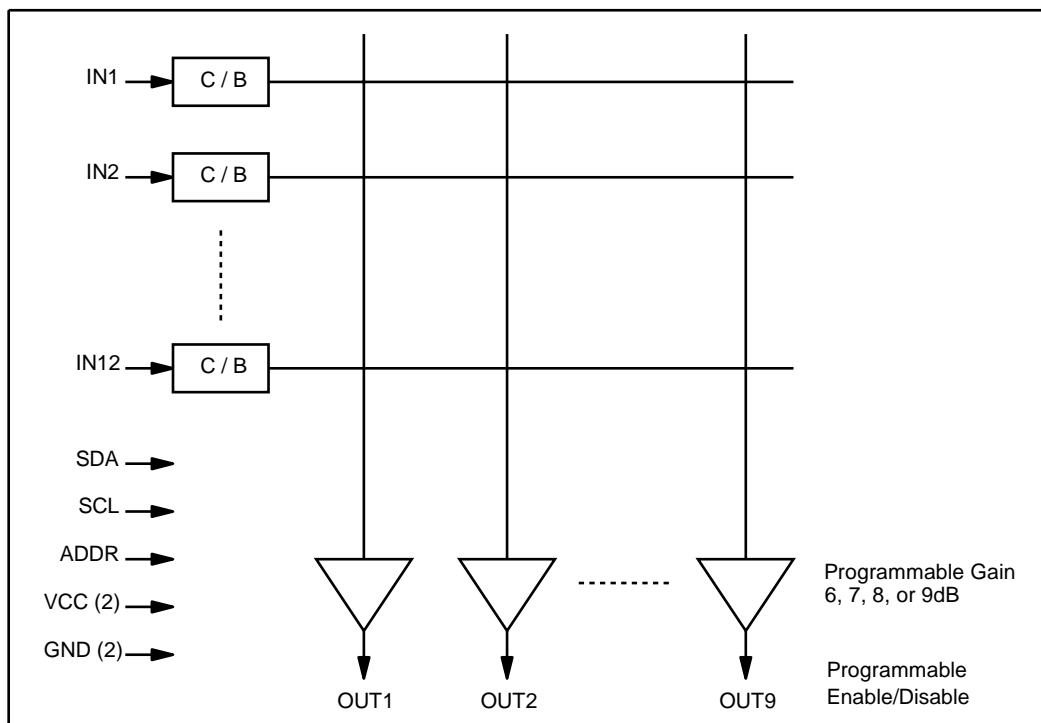 IN1
C / B
IN2
C / B
IN12
C / B
SDA
SCL
ADDR
VCC (2)
GND (2)
Programmable Gain
6, 7, 8, or 9dB
OUT1
OUT2
OUT9
Programmable
Enable/Disable